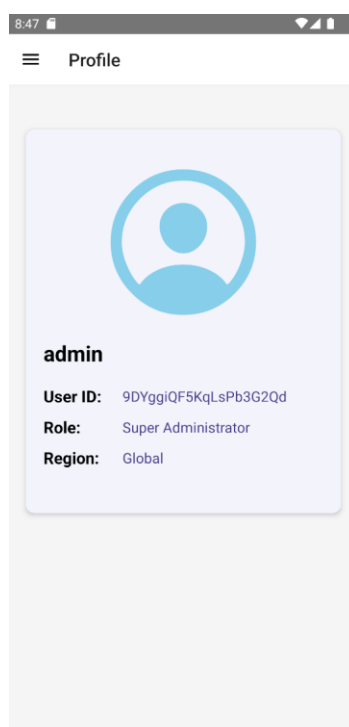 8:47
Profile
admin
User ID: 9DYggiQF5KqLsPb3G2Qd
Role: Super Administrator
Region: Global